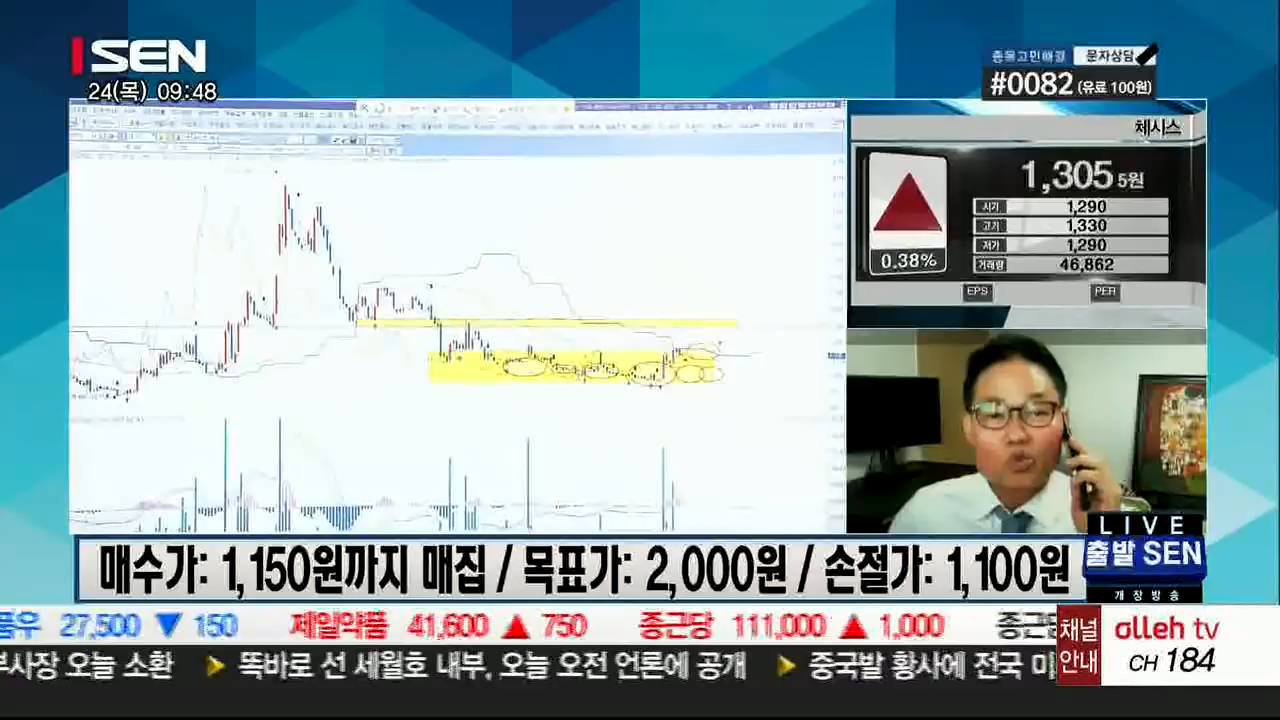 SEN
24(목) 09:48
종목고민해결 문자상담
#0082 (유료 100원)
체시스
1,305 5원
시가 1,290
고가 1,330
저가 1,290
거래량 46,862
0.38%
EPS PER
LIVE
출발 SEN
개장방송
매수가: 1,150원까지 매집 / 목표가: 2,000원 / 손절가: 1,100원
품우 27,500 ▼ 150 제일약품 41,600 ▲ 750 종근당 111,000 ▲ 1,000 종근
부사장 오늘 소환 똑바로 선 세월호 내부, 오늘 오전 언론에 공개 중국발 황사에 전국 미
채널안내
olleh tv
CH 184